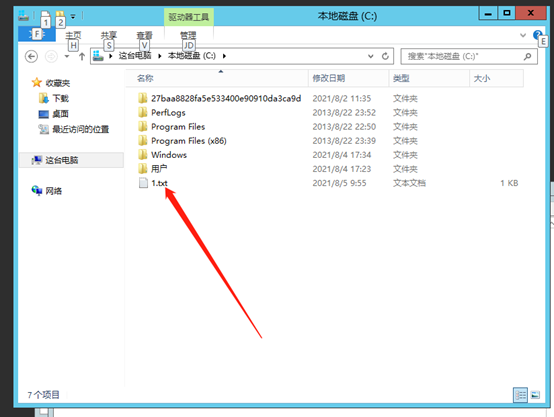 1 2 驱动器工具 本地磁盘 (C:)
F 主页 共享 查看 管理
H S V JD E
这台电脑 本地磁盘 (C:) 搜索"本地磁盘 (C:)"
名称 修改日期 类型 大小
收藏夹
下载
桌面
最近访问的位置
这台电脑
网络
27baa8828fa5e533400e90910da3ca9d 2021/8/2 11:35 文件夹
PerfLogs 2013/8/22 23:52 文件夹
Program Files 2013/8/22 22:50 文件夹
Program Files (x86) 2013/8/22 23:39 文件夹
Windows 2021/8/4 17:34 文件夹
用户 2021/8/4 17:23 文件夹
1.txt 2021/8/5 9:55 文本文档 1 KB
7 个项目